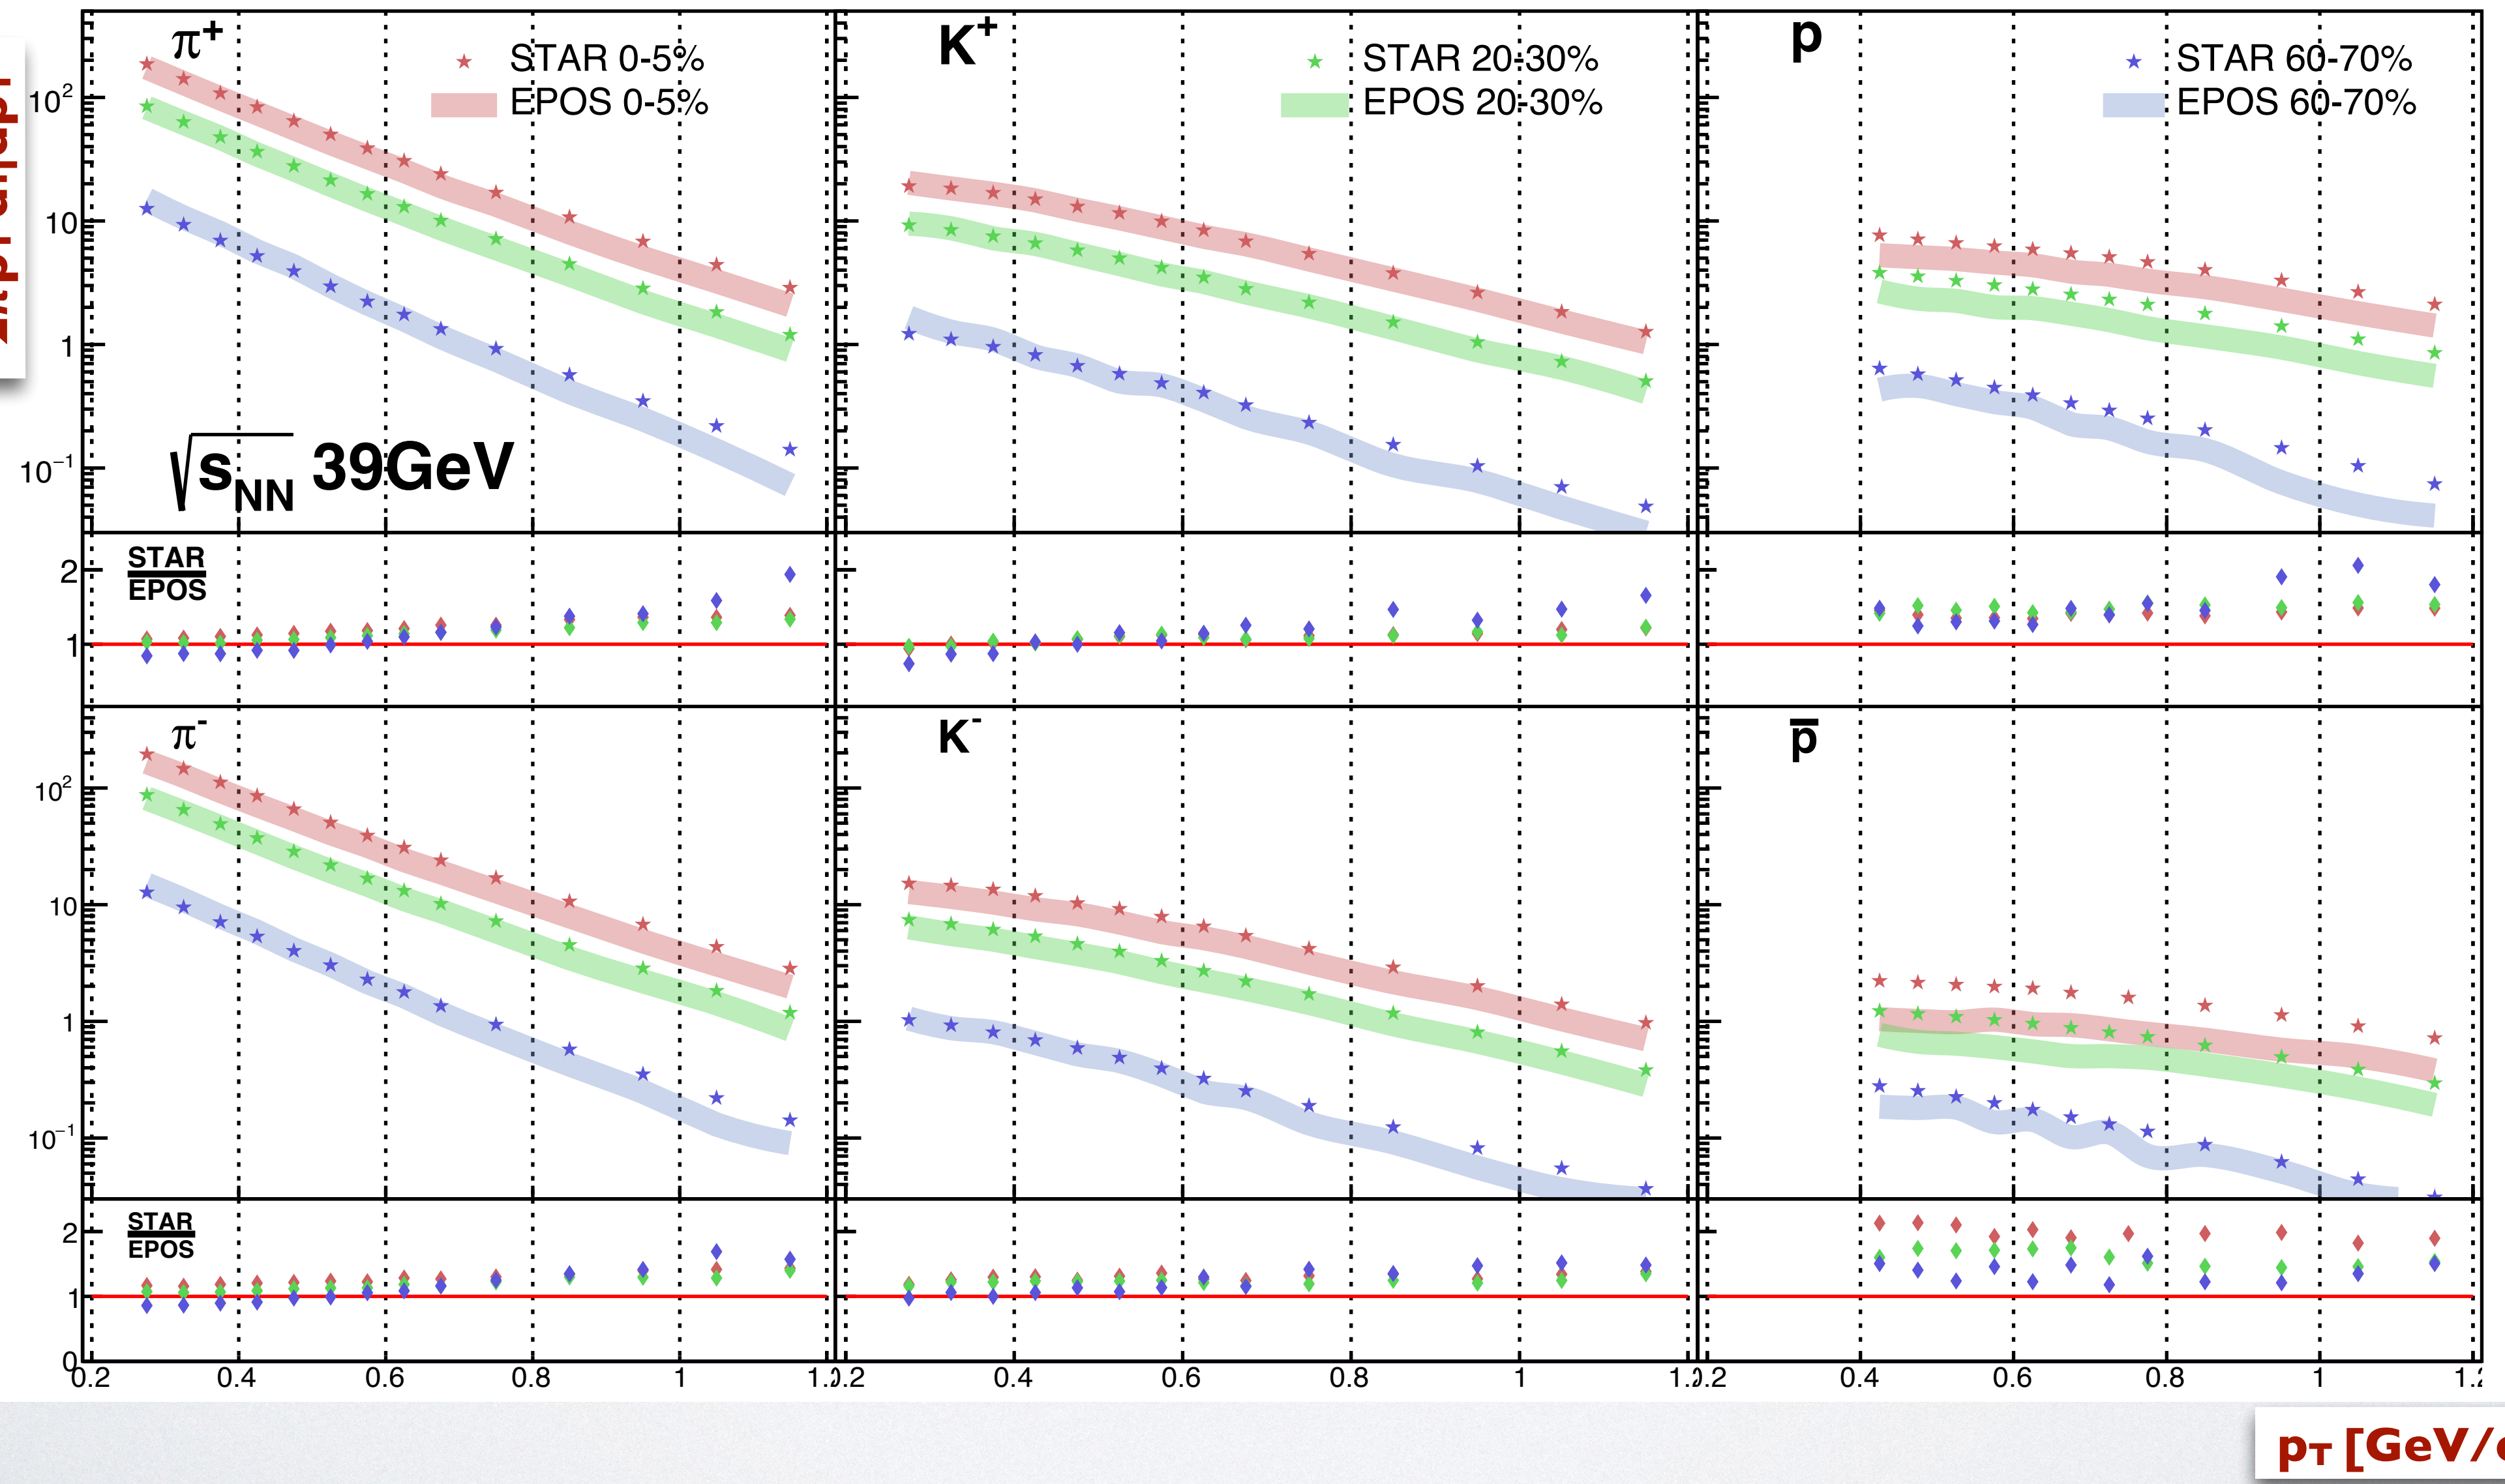 π+
STAR 0-5%
EPOS 0-5%
K+
STAR 20-30%
EPOS 20-30%
p
STAR 60-70%
EPOS 60-70%
10²
10
1
10−1
√sNN 39GeV
STAR
EPOS
2
1
π-
K-
p̅
10²
10
1
10−1
STAR
EPOS
2
1
0
0.2 0.4 0.6 0.8 1
0.4 0.6 0.8 1
0.4 0.6 0.8 1
pT [GeV/